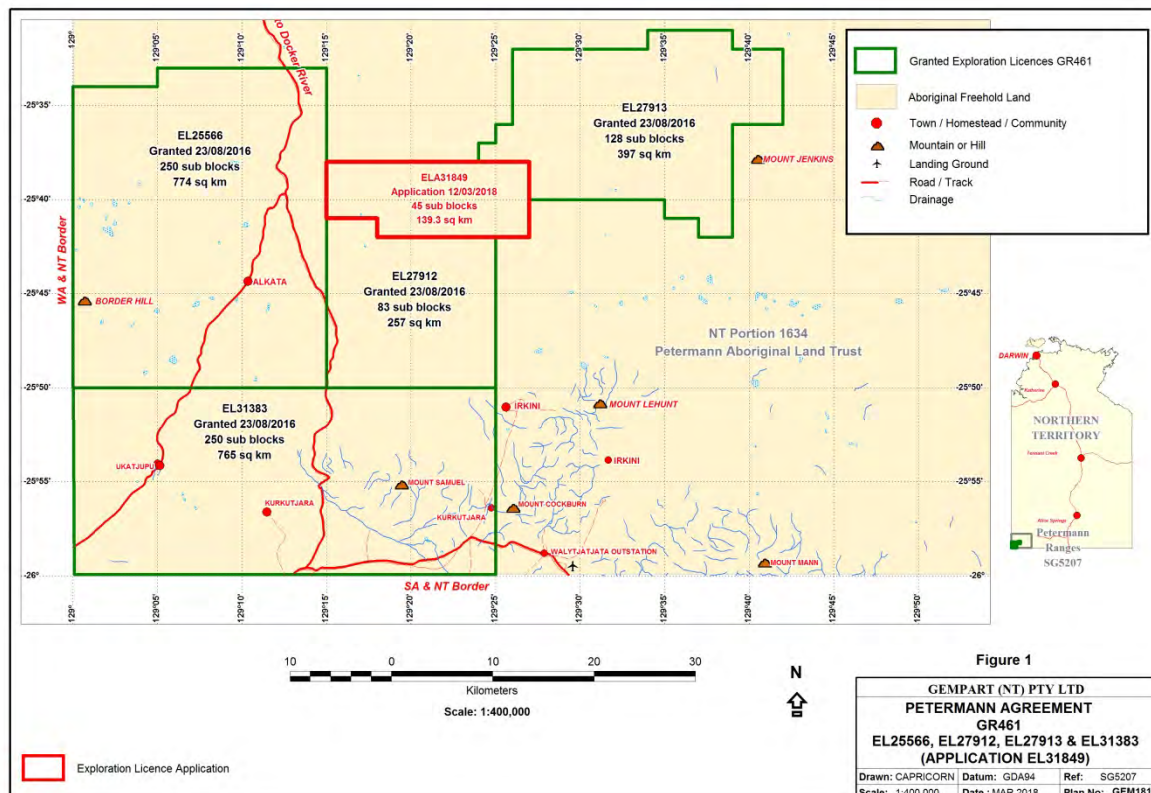 129°
129°05'
129°10'
129°15'
129°20'
129°25'
129°30'
129°35'
129°40'
129°45'
to Docker River
-25°35'
-25°40'
-25°45'
-25°50'
-25°55'
-26°
WA & NT Border
EL25566
Granted 23/08/2016
250 sub blocks
774 sq km
EL27913
Granted 23/08/2016
128 sub blocks
397 sq km
MOUNT JENKINS
ELA31849
Application 12/03/2018
45 sub blocks
139.3 sq km
EL27912
Granted 23/08/2016
83 sub blocks
257 sq km
ALKATA
BORDER HILL
NT Portion 1634
Petermann Aboriginal Land Trust
EL31383
Granted 23/08/2016
250 sub blocks
765 sq km
IRKINI
MOUNT LEHUNT
IRKINI
UKATJUPU
KURKUTJARA
MOUNT SAMUEL
KURKUTJARA
MOUNT COCKBURN
WALYTJATJATA OUTSTATION
MOUNT MANN
-25°45'
-25°50'
-25°55'
-26°
SA & NT Border
129°
129°05'
129°10'
129°15'
129°20'
129°25'
129°30'
129°35'
129°40'
129°45'
129°50'
Granted Exploration Licences GR461
Aboriginal Freehold Land
Town / Homestead / Community
Mountain or Hill
Landing Ground
Road / Track
Drainage
DARWIN
Katherine
NORTHERN
TERRITORY
Tennant Creek
Alice Springs
Petermann
Ranges
SG5207
10 0 10 20 30
Kilometers
Scale: 1:400,000
N
Figure 1
GEMPART (NT) PTY LTD
PETERMANN AGREEMENT
GR461
EL25566, EL27912, EL27913 & EL31383
(APPLICATION EL31849)
Drawn: CAPRICORN Datum: GDA94 Ref: SG5207
Scale: 1:400,000 Date : MAR 2018 Plan No: GEM181
Exploration Licence Application